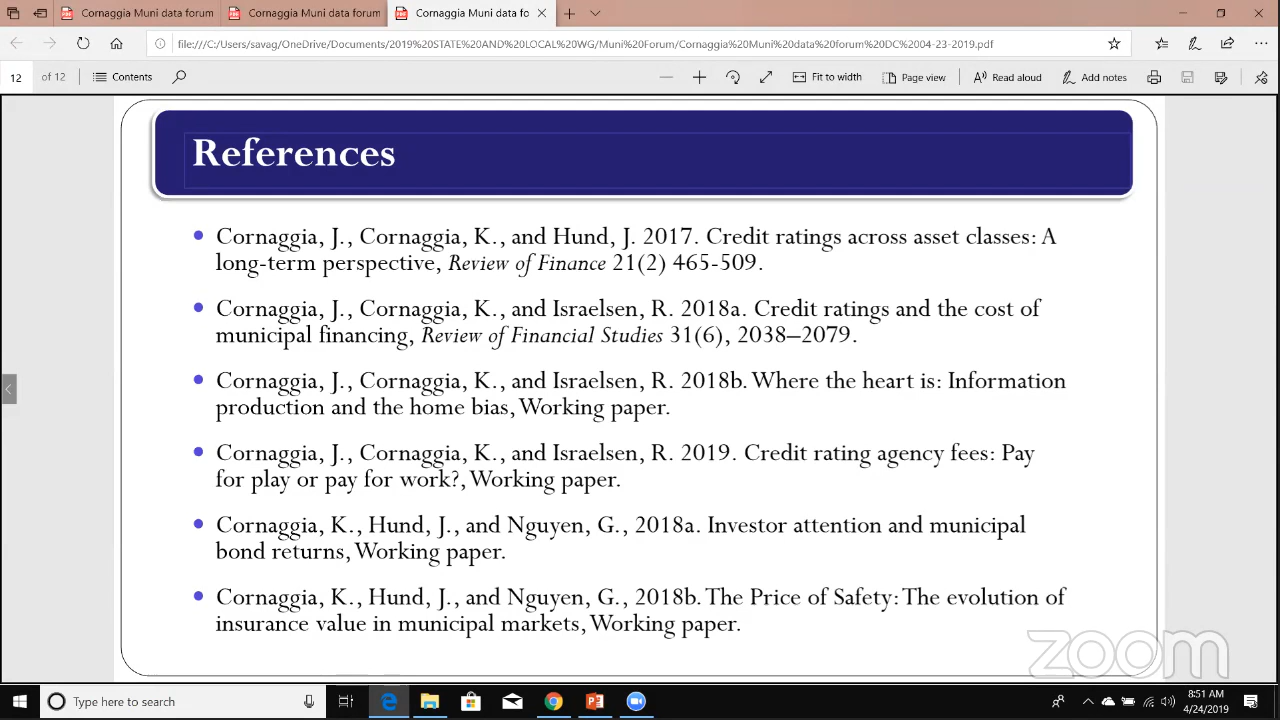 Cornaggia Muni data forum
Cornaggia Muni data forum
Cornaggia Muni data fo
file:///C:/Users/savag/OneDrive/Documents/2019%20STATE%20AND%20LOCAL%20WG/Muni%20Forum/Cornaggia%20Muni%20data%20forum%20DC%2004-23-2019.pdf
12 of 12 Contents Fit to width Page view Read aloud Add notes
References
Cornaggia, J., Cornaggia, K., and Hund, J. 2017. Credit ratings across asset classes: A
long-term perspective, Review of Finance 21(2) 465-509.
Cornaggia, J., Cornaggia, K., and Israelsen, R. 2018a. Credit ratings and the cost of
municipal financing, Review of Financial Studies 31(6), 2038–2079.
Cornaggia, J., Cornaggia, K., and Israelsen, R. 2018b. Where the heart is: Information
production and the home bias, Working paper.
Cornaggia, J., Cornaggia, K., and Israelsen, R. 2019. Credit rating agency fees: Pay
for play or pay for work?, Working paper.
Cornaggia, K., Hund, J., and Nguyen, G., 2018a. Investor attention and municipal
bond returns, Working paper.
Cornaggia, K., Hund, J., and Nguyen, G., 2018b. The Price of Safety: The evolution of
insurance value in municipal markets, Working paper.
zoom
Type here to search
8:51 AM
4/24/2019